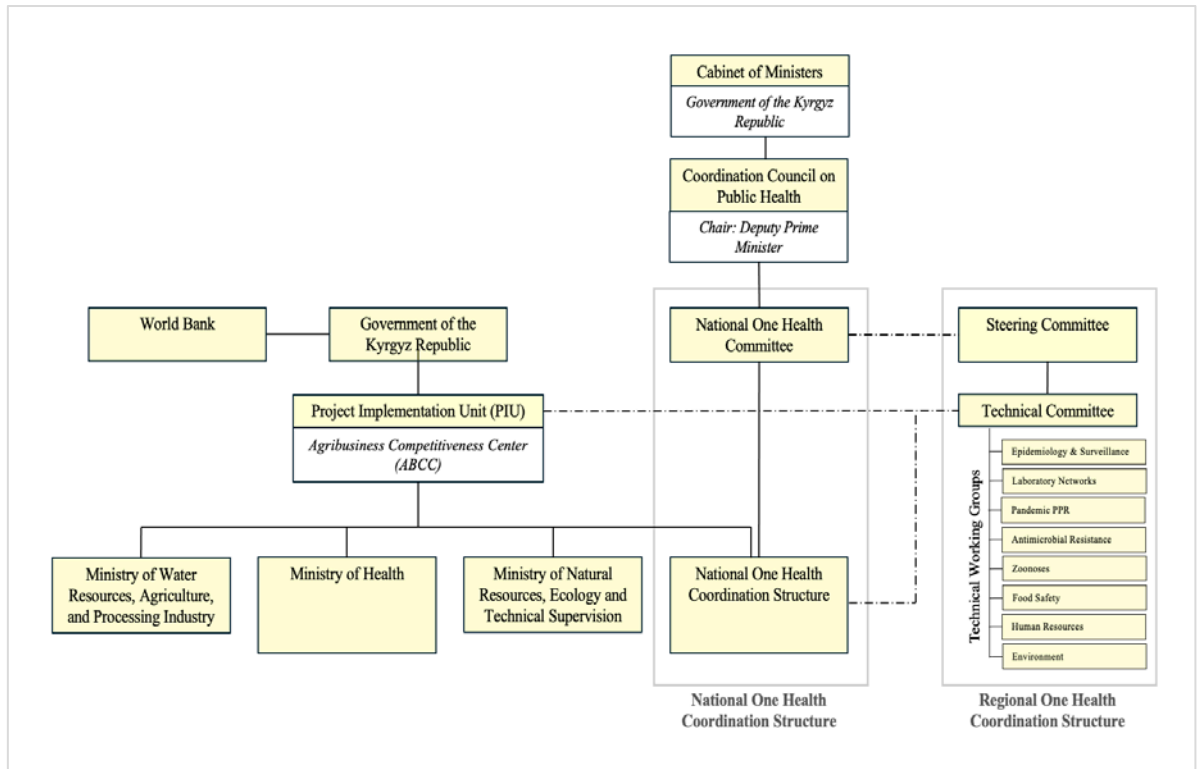 Cabinet of Ministers
Government of the Kyrgyz
Republic
Coordination Council on
Public Health
Chair: Deputy Prime
Minister
World Bank
Government of the
Kyrgyz Republic
National One Health
Committee
Steering Committee
Project Implementation Unit (PIU)
Agribusiness Competitiveness Center
(ABCC)
Technical Committee
Technical Working Groups
Epidemiology & Surveillance
Laboratory Networks
Pandemic PPR
Antimicrobial Resistance
Zoonoses
Food Safety
Human Resources
Environment
Ministry of Water
Resources, Agriculture,
and Processing Industry
Ministry of Health
Ministry of Natural
Resources, Ecology and
Technical Supervision
National One Health
Coordination Structure
National One Health
Coordination Structure
Regional One Health
Coordination Structure